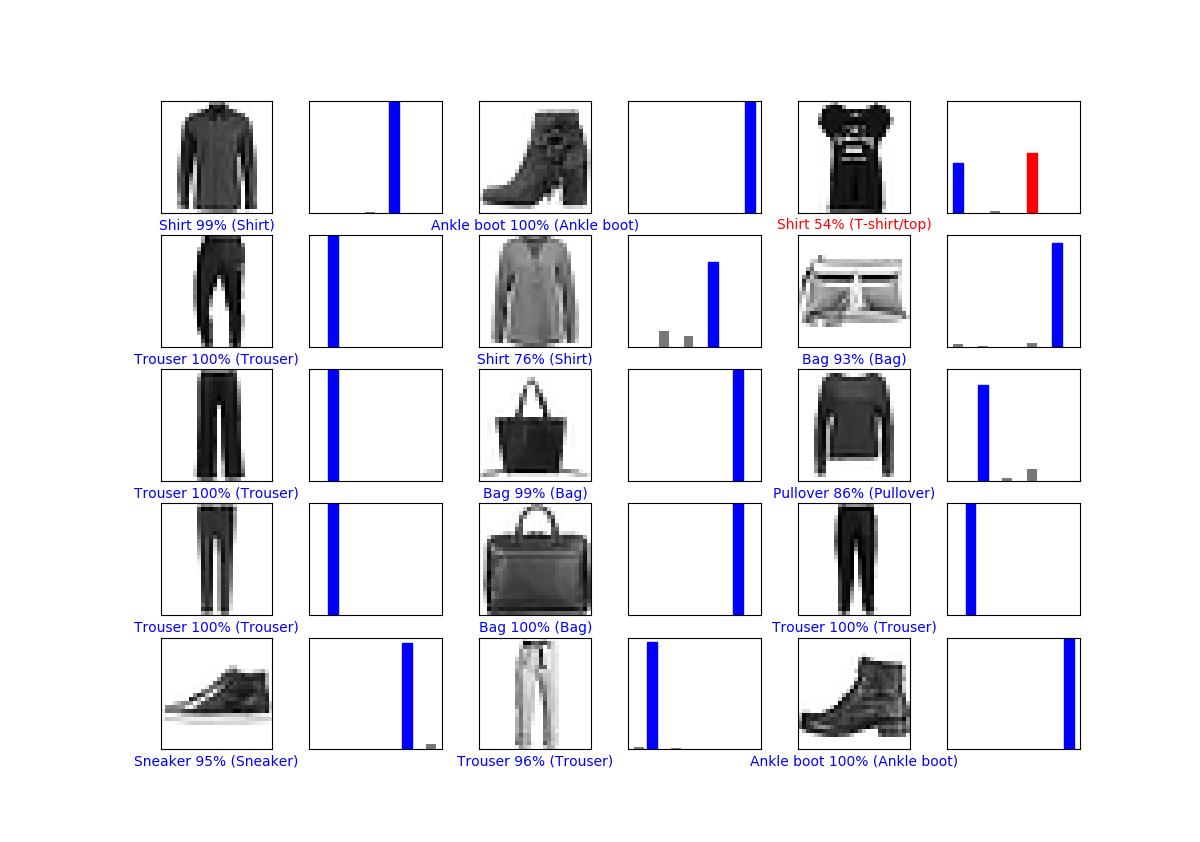 Shirt 99% (Shirt)
Ankle boot 100% (Ankle boot)
Shirt 54% (T-shirt/top)
Trouser 100% (Trouser)
Shirt 76% (Shirt)
Bag 93% (Bag)
Trouser 100% (Trouser)
Bag 99% (Bag)
Pullover 86% (Pullover)
Trouser 100% (Trouser)
Bag 100% (Bag)
Trouser 100% (Trouser)
Sneaker 95% (Sneaker)
Trouser 96% (Trouser)
Ankle boot 100% (Ankle boot)